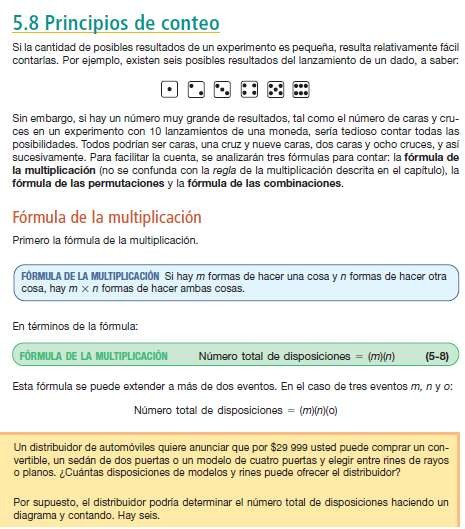 5.8 Principios de conteo
Si la cantidad de posibles resultados de un experimento es pequeña, resulta relativamente fácil
contarlas. Por ejemplo, existen seis posibles resultados del lanzamiento de un dado, a saber:
Sin embargo, si hay un número muy grande de resultados, tal como el número de caras y cru-
ces en un experimento con 10 lanzamientos de una moneda, sería tedioso contar todas las
posibilidades. Todos podrían ser caras, una cruz y nueve caras, dos caras y ocho cruces, y así
sucesivamente. Para facilitar la cuenta, se analizarán tres fórmulas para contar: la fórmula de
la multiplicación (no se confunda con la regla de la multiplicación descrita en el capítulo), la
fórmula de las permutaciones y la fórmula de las combinaciones.
Fórmula de la multiplicación
Primero la fórmula de la multiplicación.
FÓRMULA DE LA MULTIPLICACIÓN Si hay m formas de hacer una cosa y n formas de hacer otra
cosa, hay m × n formas de hacer ambas cosas.
En términos de la fórmula:
FÓRMULA DE LA MULTIPLICACIÓN Número total de disposiciones = (m)(n) (5-8)
Esta fórmula se puede extender a más de dos eventos. En el caso de tres eventos m, n y o:
Número total de disposiciones = (m)(n)(o)
Un distribuidor de automóviles quiere anunciar que por $29 999 usted puede comprar un con-
vertible, un sedán de dos puertas o un modelo de cuatro puertas y elegir entre rines de rayos
o planos. ¿Cuántas disposiciones de modelos y rines puede ofrecer el distribuidor?
Por supuesto, el distribuidor podría determinar el número total de disposiciones haciendo un
diagrama y contando. Hay seis.